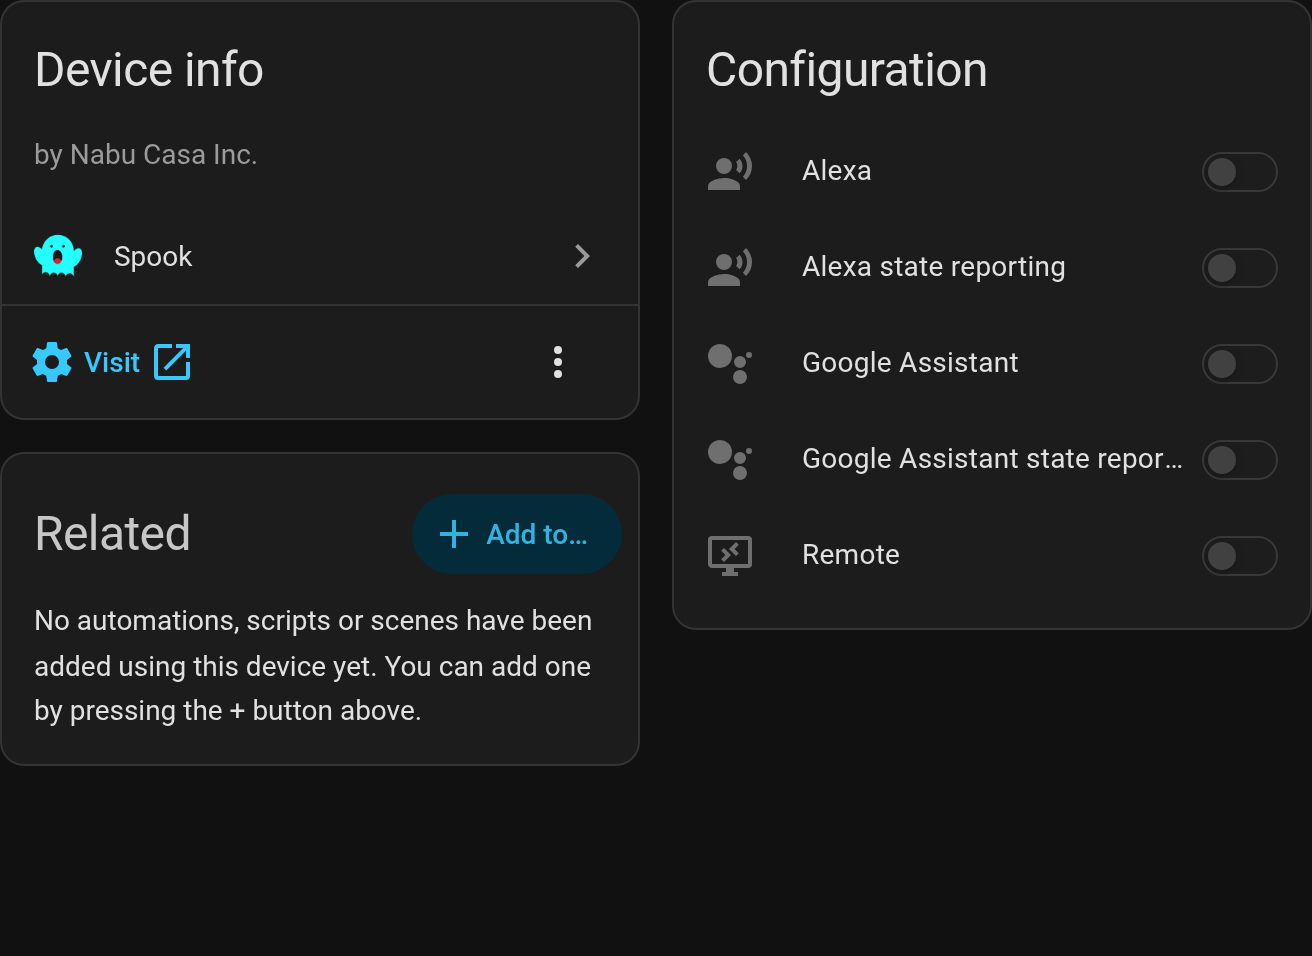 Device info
by Nabu Casa Inc.
Spook
Visit
Related
Add to...
No automations, scripts or scenes have been
added using this device yet. You can add one
by pressing the + button above.
Configuration
Alexa
Alexa state reporting
Google Assistant
Google Assistant state repor...
Remote